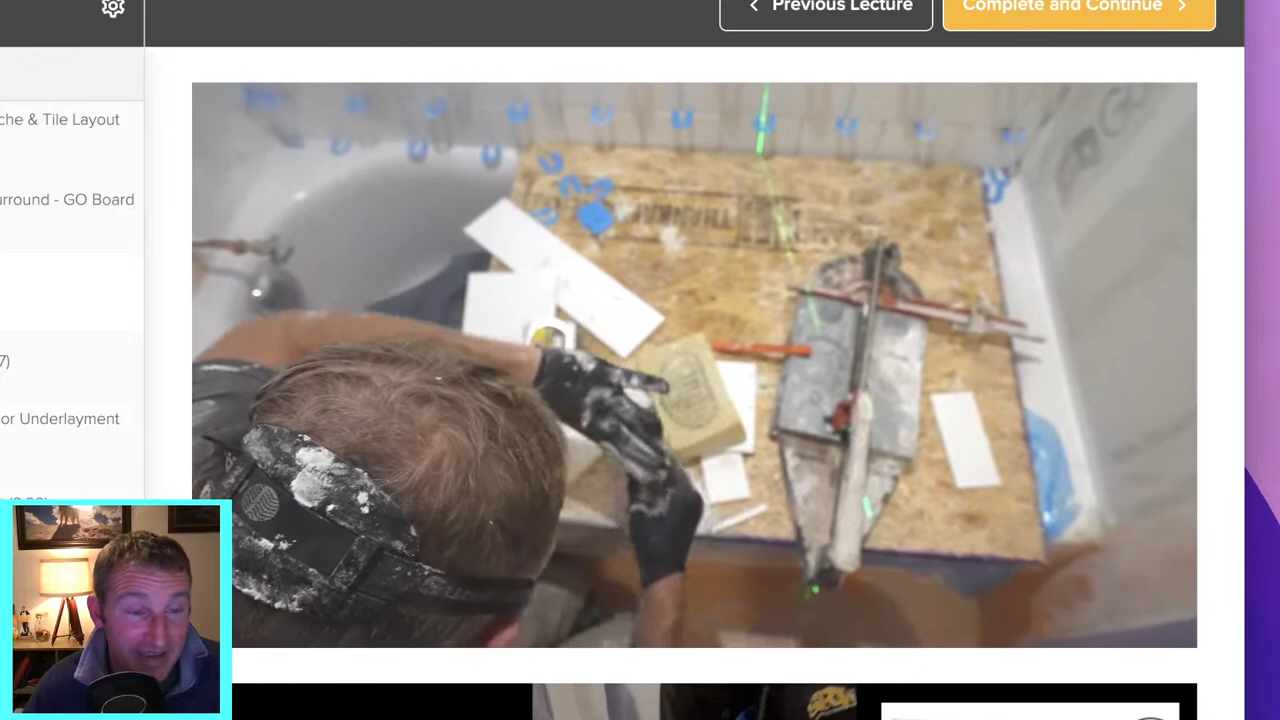 Previous Lecture
Complete and Continue
che & Tile Layout
urround - GO Board
7)
or Underlayment